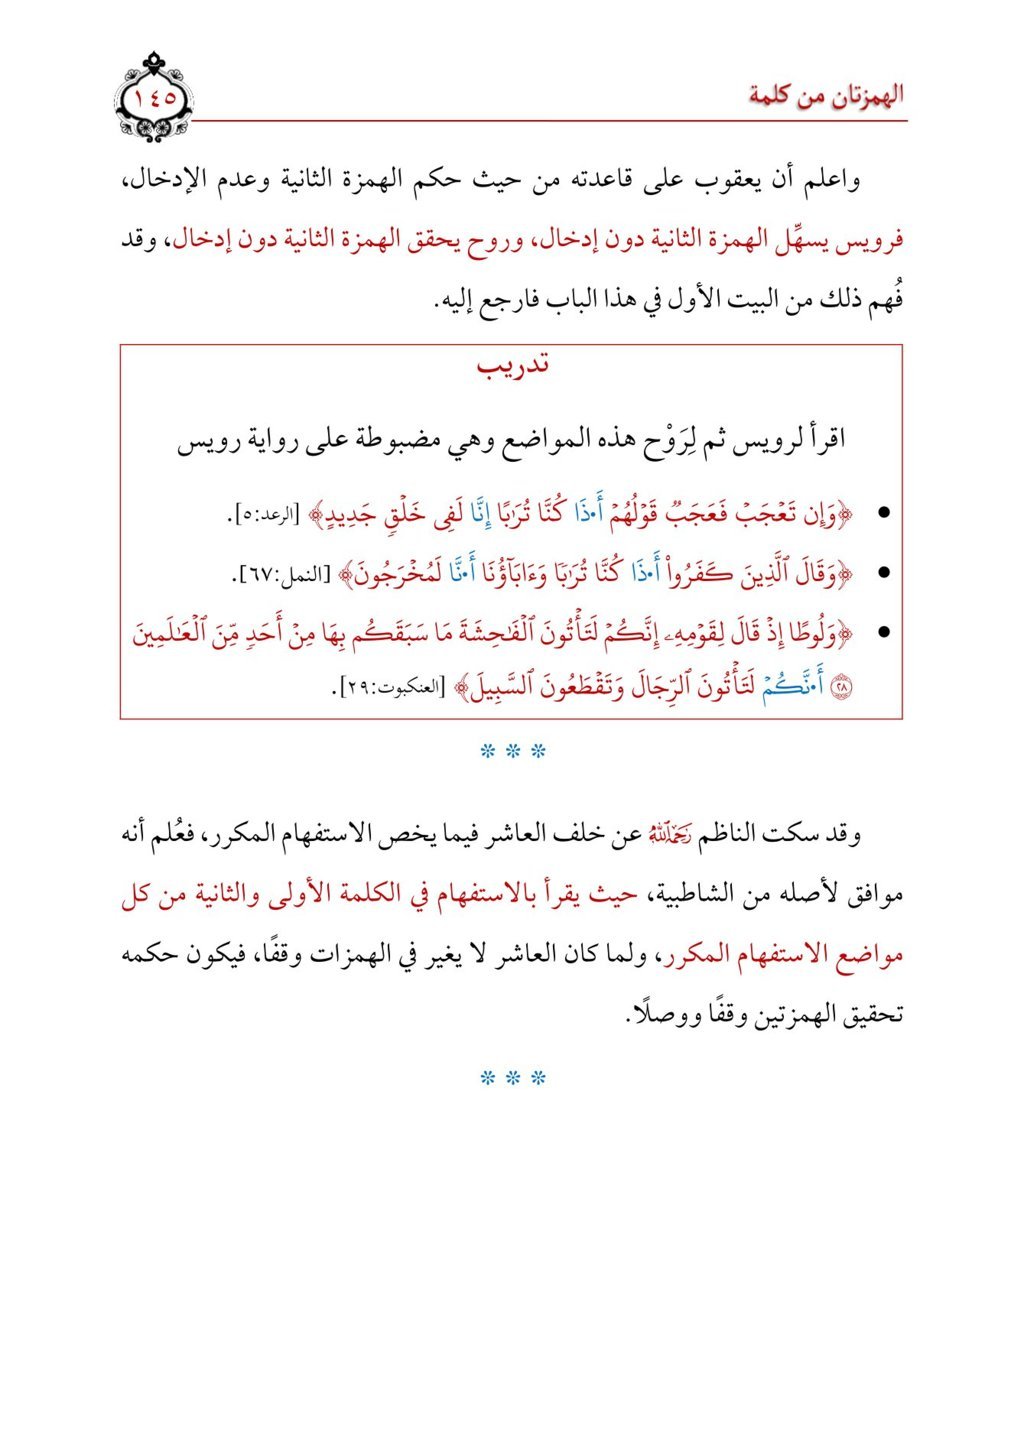 الهمزتان من كلمة
١٤٥
واعلم أن يعقوب على قاعدته من حيث حكم الهمزة الثانية وعدم الإدخال،
فرويس يسهِّل الهمزة الثانية دون إدخال، وروح يحقق الهمزة الثانية دون إدخال، وقد
فُهم ذلك من البيت الأول في هذا الباب فارجع إليه.
تدريب
اقرأ لرويس ثم لِرَوْح هذه المواضع وهي مضبوطة على رواية رويس
• ﴿وَإِن تَعۡجَبۡ فَعَجَبٞ قَوۡلُهُمۡ أَ۬ذَا كُنَّا تُرَٰبًا إِنَّا لَفِي خَلۡقٖ جَدِيدٍ﴾ [الرعد:٥].
• ﴿وَقَالَ ٱلَّذِينَ كَفَرُواْ أَ۬ذَا كُنَّا تُرَٰبٗا وَءَابَآؤُنَا أَ۬نَّا لَمُخۡرَجُونَ﴾ [النمل:٦٧].
• ﴿وَلُوطًا إِذۡ قَالَ لِقَوۡمِهِۦ إِنَّكُمۡ لَتَأۡتُونَ ٱلۡفَٰحِشَةَ مَا سَبَقَكُم بِهَا مِنۡ أَحَدٖ مِّنَ ٱلۡعَٰلَمِينَ
٢٨ أَ۬نَّكُمۡ لَتَأۡتُونَ ٱلرِّجَالَ وَتَقۡطَعُونَ ٱلسَّبِيلَ﴾ [العنكبوت:٢٩].
* * *
وقد سكت الناظم رَحِمَهُ ٱللَّهُ عن خلف العاشر فيما يخص الاستفهام المكرر، فعُلم أنه
موافق لأصله من الشاطبية، حيث يقرأ بالاستفهام في الكلمة الأولى والثانية من كل
مواضع الاستفهام المكرر، ولما كان العاشر لا يغير في الهمزات وقفًا، فيكون حكمه
تحقيق الهمزتين وقفًا ووصلًا.
* * *